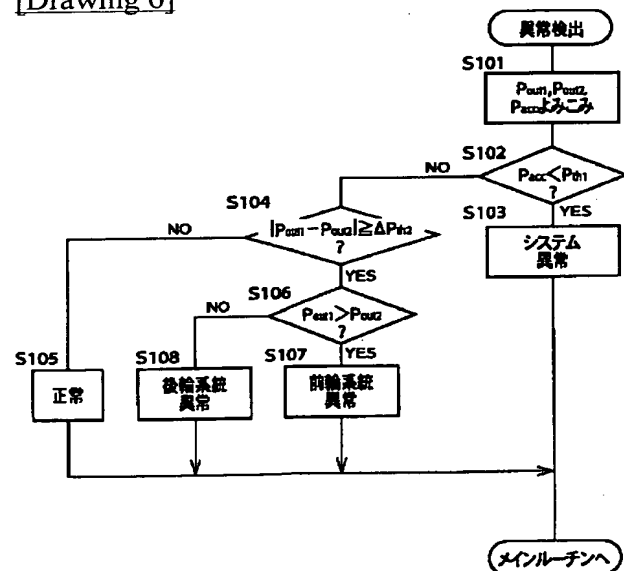 [Drawing 6]
異常検出
S101
Pout1,Pout2,
Paccよみこみ
S102
Pacc<Pth1
?
NO
YES
S103
システム
異常
S104
|Pout1-Pout2|≧ΔPth2
?
NO
YES
S106
Pout1>Pout2
?
NO
YES
S105
正常
S108
後輪系統
異常
S107
前輪系統
異常
メインルーチンへ